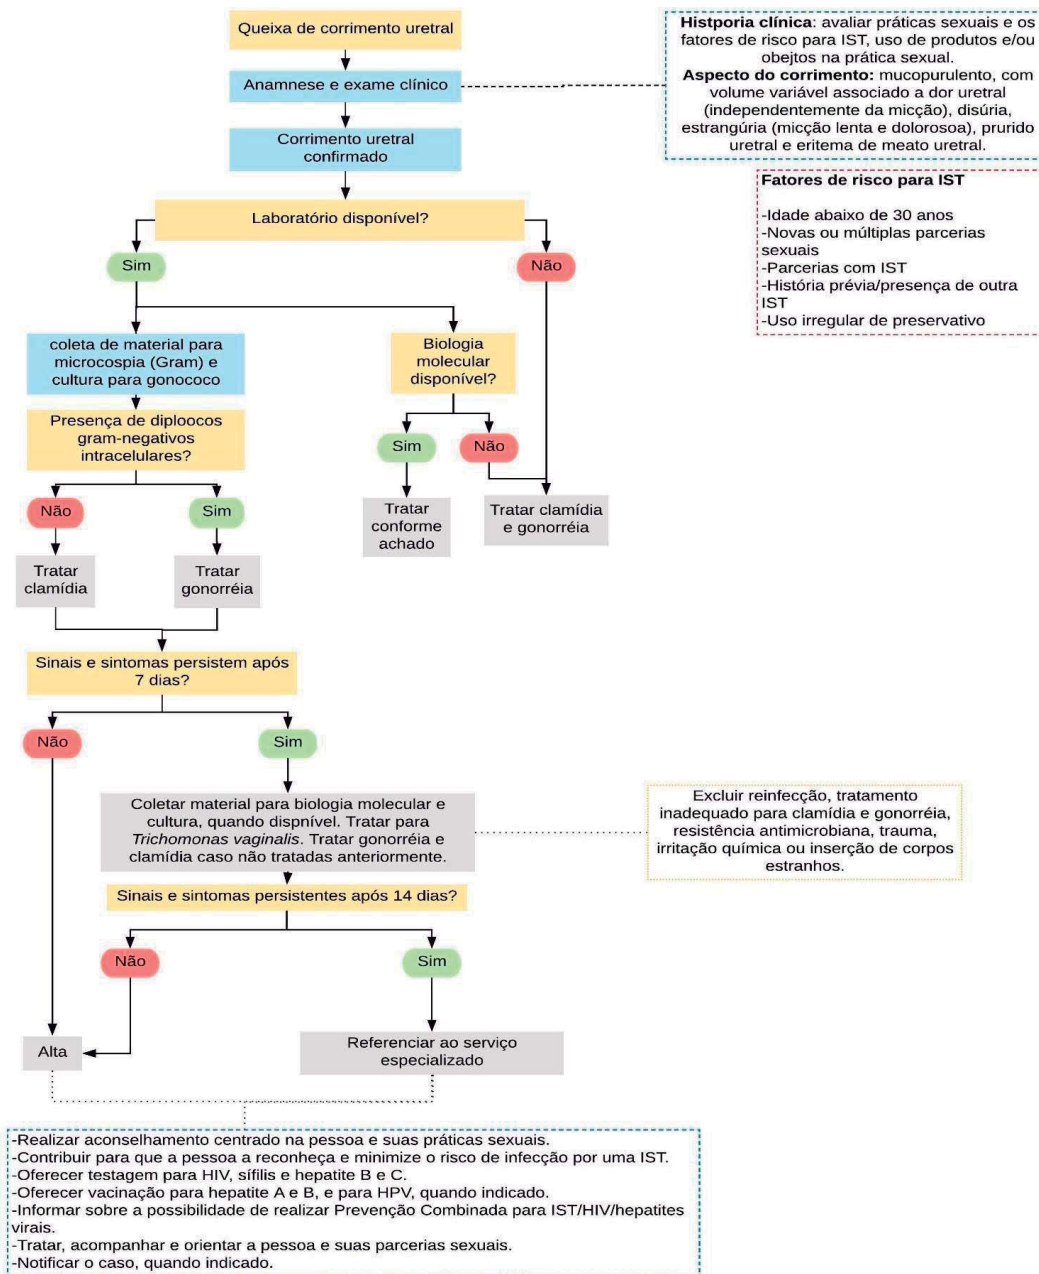 Queixa de corrimento uretral
Anamnese e exame clínico
Histporia clínica: avaliar práticas sexuais e os
fatores de risco para IST, uso de produtos e/ou
obejtos na prática sexual.
Aspecto do corrimento: mucopurulento, com
volume variável associado a dor uretral
(independentemente da micção), disúria,
estrangúria (micção lenta e dolorosa), prurido
uretral e eritema de meato uretral.
Corrimento uretral
confirmado
Fatores de risco para IST
-Idade abaixo de 30 anos
-Novas ou múltiplas parcerias
sexuais
-Parcerias com IST
-História prévia/presença de outra
IST
-Uso irregular de preservativo
Laboratório disponível?
Sim
Não
coleta de material para
microcospia (Gram) e
cultura para gonococo
Biologia
molecular
disponível?
Presença de diploocos
gram-negativos
intracelulares?
Sim
Não
Não
Sim
Tratar
conforme
achado
Tratar clamídia
e gonorréia
Tratar
clamídia
Tratar
gonorréia
Sinais e sintomas persistem após
7 dias?
Não
Sim
Coletar material para biologia molecular e
cultura, quando dispnível. Tratar para
Trichomonas vaginalis. Tratar gonorréia e
clamídia caso não tratadas anteriormente.
Excluir reinfecção, tratamento
inadequado para clamídia e gonorréia,
resistência antimicrobiana, trauma,
irritação química ou inserção de corpos
estranhos.
Sinais e sintomas persistentes após 14 dias?
Não
Sim
Alta
Referenciar ao serviço
especializado
-Realizar aconselhamento centrado na pessoa e suas práticas sexuais.
-Contribuir para que a pessoa a reconheça e minimize o risco de infecção por uma IST.
-Oferecer testagem para HIV, sífilis e hepatite B e C.
-Oferecer vacinação para hepatite A e B, e para HPV, quando indicado.
-Informar sobre a possibilidade de realizar Prevenção Combinada para IST/HIV/hepatites
virais.
-Tratar, acompanhar e orientar a pessoa e suas parcerias sexuais.
-Notificar o caso, quando indicado.